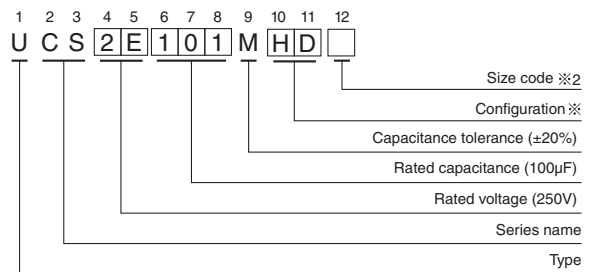 1 2 3 4 5 6 7 8 9 10 11 12
U C S 2 E 1 0 1 M H D
Size code ※2
Configuration※
Capacitance tolerance (±20%)
Rated capacitance (100µF)
Rated voltage (250V)
Series name
Type